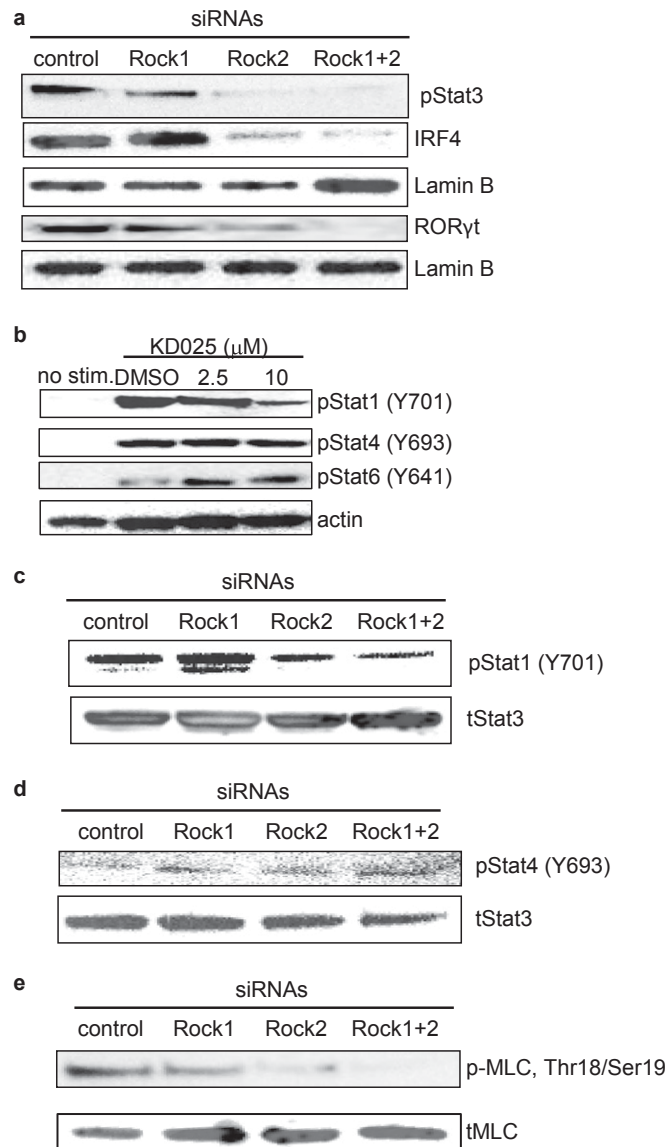 a
siRNAs
control Rock1 Rock2 Rock1+2
pStat3
IRF4
Lamin B
RORγt
Lamin B
b
KD025 (μM)
no stim. DMSO 2.5 10
pStat1 (Y701)
pStat4 (Y693)
pStat6 (Y641)
actin
c
siRNAs
control Rock1 Rock2 Rock1+2
pStat1 (Y701)
tStat3
d
siRNAs
control Rock1 Rock2 Rock1+2
pStat4 (Y693)
tStat3
e
siRNAs
control Rock1 Rock2 Rock1+2
p-MLC, Thr18/Ser19
tMLC